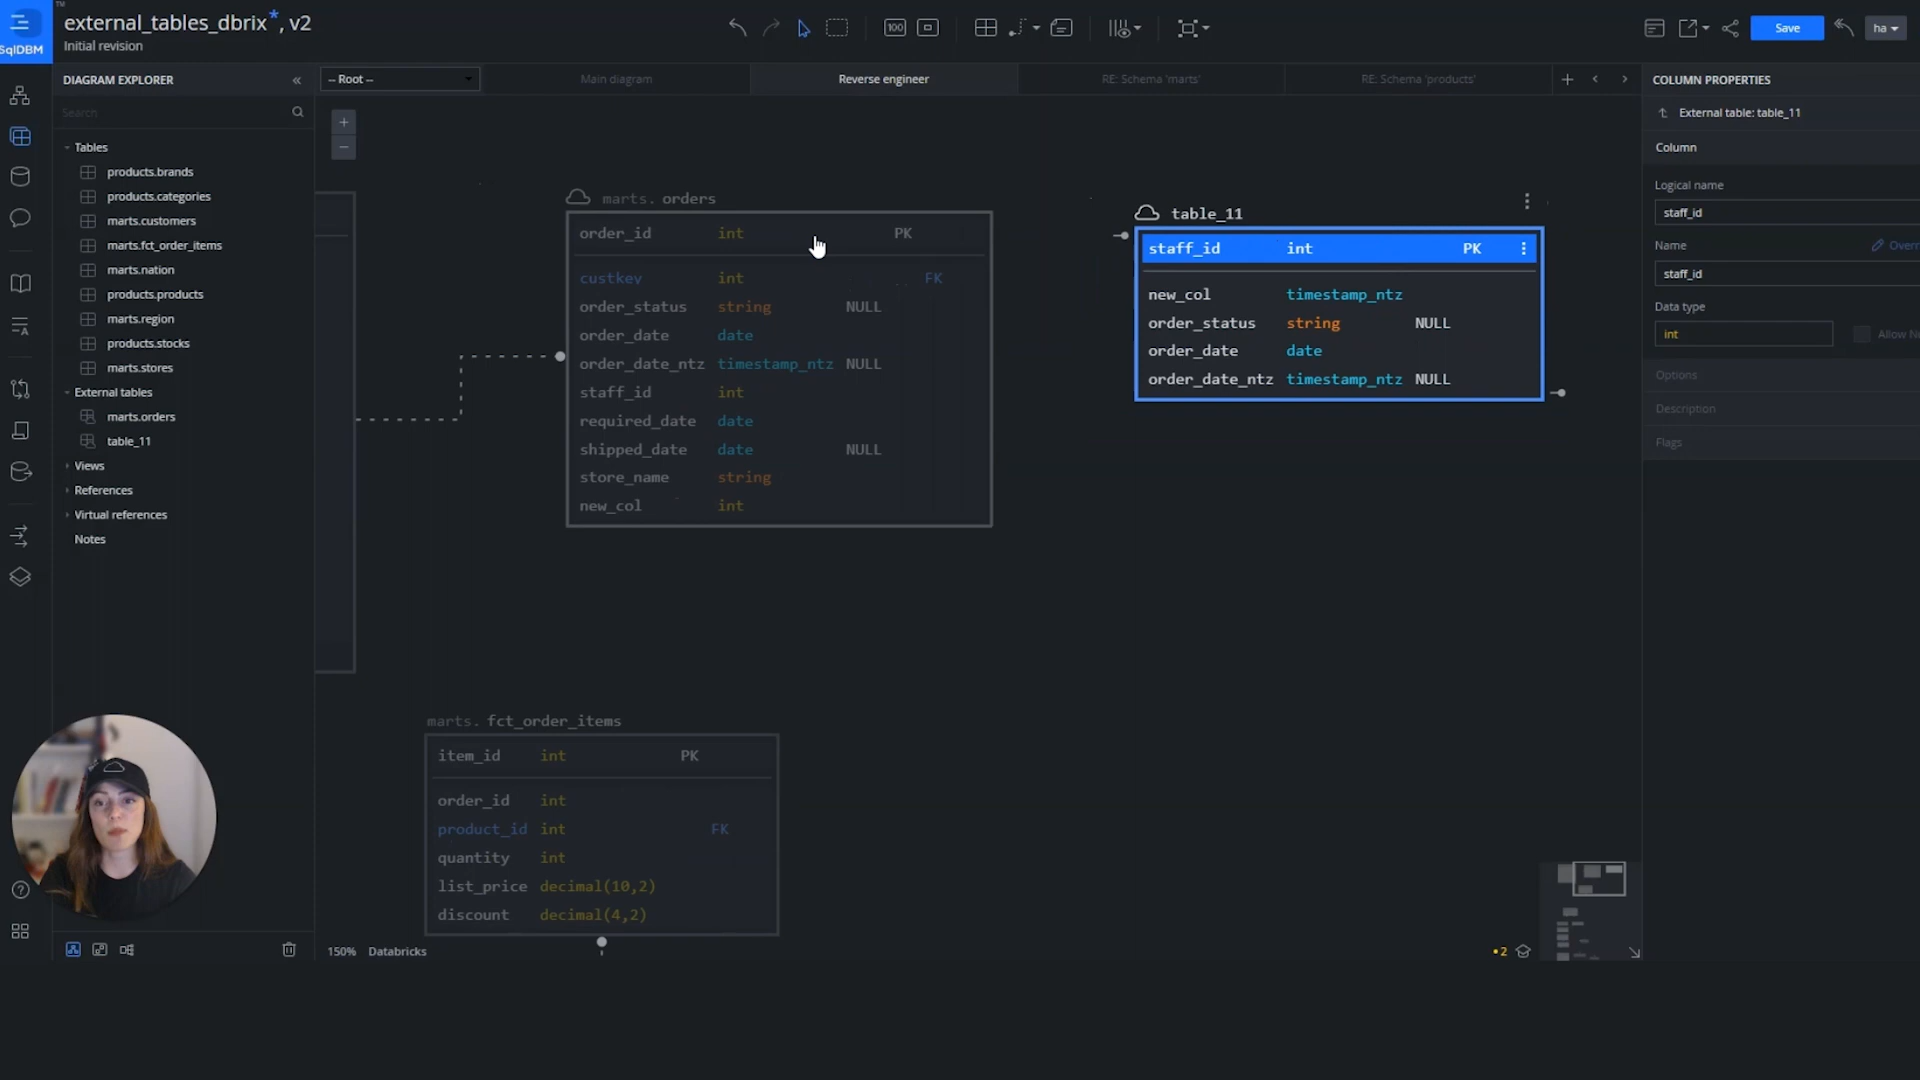 SqlDBM
TM
external_tables_dbrix*, v2
Initial revision
100
Save
ha
DIAGRAM EXPLORER
Search
Tables
products.brands
products.categories
marts.customers
marts.fct_order_items
marts.nation
products.products
marts.region
products.stocks
marts.stores
External tables
marts.orders
table_11
Views
References
Virtual references
Notes
-- Root --
Main diagram
Reverse engineer
RE: Schema 'marts'
RE: Schema 'products'
marts. orders
order_id int PK
custkey int FK
order_status string NULL
order_date date
order_date_ntz timestamp_ntz NULL
staff_id int
required_date date
shipped_date date NULL
store_name string
new_col int
table_11
staff_id int PK
new_col timestamp_ntz
order_status string NULL
order_date date
order_date_ntz timestamp_ntz NULL
marts. fct_order_items
item_id int PK
order_id int
product_id int FK
quantity int
list_price decimal(10,2)
discount decimal(4,2)
150% Databricks
2
COLUMN PROPERTIES
External table: table_11
Column
Logical name
staff_id
Name
Overr
staff_id
Data type
int
Allow N
Options
Description
Flags